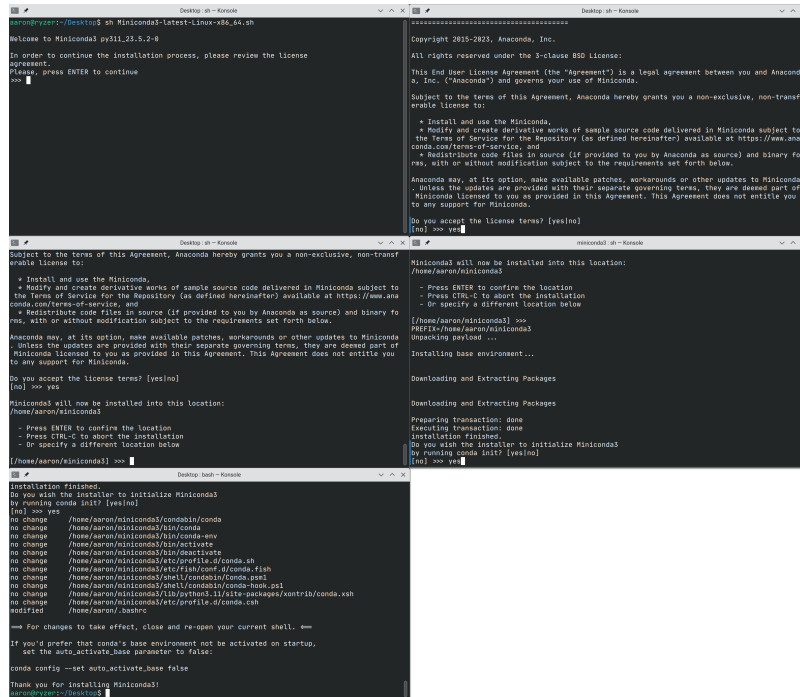 Desktop : sh — Konsole
aaron@ryzer:~/Desktop$ sh Miniconda3-latest-Linux-x86_64.sh
Welcome to Miniconda3 py311_23.5.2-0
In order to continue the installation process, please review the license
agreement.
Please, press ENTER to continue
>>>
Desktop : sh — Konsole
======================================
Copyright 2015-2023, Anaconda, Inc.
All rights reserved under the 3-clause BSD License:
This End User License Agreement (the "Agreement") is a legal agreement between you and Anacond
a, Inc. ("Anaconda") and governs your use of Miniconda.
Subject to the terms of this Agreement, Anaconda hereby grants you a non-exclusive, non-transf
erable license to:
* Install and use the Miniconda,
* Modify and create derivative works of sample source code delivered in Miniconda subject to
the Terms of Service for the Repository (as defined hereinafter) available at https://www.ana
conda.com/terms-of-service, and
* Redistribute code files in source (if provided to you by Anaconda as source) and binary fo
rms, with or without modification subject to the requirements set forth below.
Anaconda may, at its option, make available patches, workarounds or other updates to Miniconda
. Unless the updates are provided with their separate governing terms, they are deemed part of
Miniconda licensed to you as provided in this Agreement. This Agreement does not entitle you
to any support for Miniconda.
Do you accept the license terms? [yes|no]
[no] >>> yes
Desktop : sh — Konsole
Subject to the terms of this Agreement, Anaconda hereby grants you a non-exclusive, non-transf
erable license to:
* Install and use the Miniconda,
* Modify and create derivative works of sample source code delivered in Miniconda subject to
the Terms of Service for the Repository (as defined hereinafter) available at https://www.ana
conda.com/terms-of-service, and
* Redistribute code files in source (if provided to you by Anaconda as source) and binary fo
rms, with or without modification subject to the requirements set forth below.
Anaconda may, at its option, make available patches, workarounds or other updates to Miniconda
. Unless the updates are provided with their separate governing terms, they are deemed part of
Miniconda licensed to you as provided in this Agreement. This Agreement does not entitle you
to any support for Miniconda.
Do you accept the license terms? [yes|no]
[no] >>> yes
Miniconda3 will now be installed into this location:
/home/aaron/miniconda3
- Press ENTER to confirm the location
- Press CTRL-C to abort the installation
- Or specify a different location below
[/home/aaron/miniconda3] >>>
miniconda3 : sh — Konsole
Miniconda3 will now be installed into this location:
/home/aaron/miniconda3
- Press ENTER to confirm the location
- Press CTRL-C to abort the installation
- Or specify a different location below
[/home/aaron/miniconda3] >>>
PREFIX=/home/aaron/miniconda3
Unpacking payload ...
Installing base environment...
Downloading and Extracting Packages
Downloading and Extracting Packages
Preparing transaction: done
Executing transaction: done
installation finished.
Do you wish the installer to initialize Miniconda3
by running conda init? [yes|no]
[no] >>> yes
Desktop : bash — Konsole
installation finished.
Do you wish the installer to initialize Miniconda3
by running conda init? [yes|no]
[no] >>> yes
no change /home/aaron/miniconda3/condabin/conda
no change /home/aaron/miniconda3/bin/conda
no change /home/aaron/miniconda3/bin/conda-env
no change /home/aaron/miniconda3/bin/activate
no change /home/aaron/miniconda3/bin/deactivate
no change /home/aaron/miniconda3/etc/profile.d/conda.sh
no change /home/aaron/miniconda3/etc/fish/conf.d/conda.fish
no change /home/aaron/miniconda3/shell/condabin/Conda.psm1
no change /home/aaron/miniconda3/shell/condabin/conda-hook.ps1
no change /home/aaron/miniconda3/lib/python3.11/site-packages/xontrib/conda.xsh
no change /home/aaron/miniconda3/etc/profile.d/conda.csh
modified /home/aaron/.bashrc
==> For changes to take effect, close and re-open your current shell. <==
If you'd prefer that conda's base environment not be activated on startup,
set the auto_activate_base parameter to false:
conda config --set auto_activate_base false
Thank you for installing Miniconda3!
aaron@ryzer:~/Desktop$